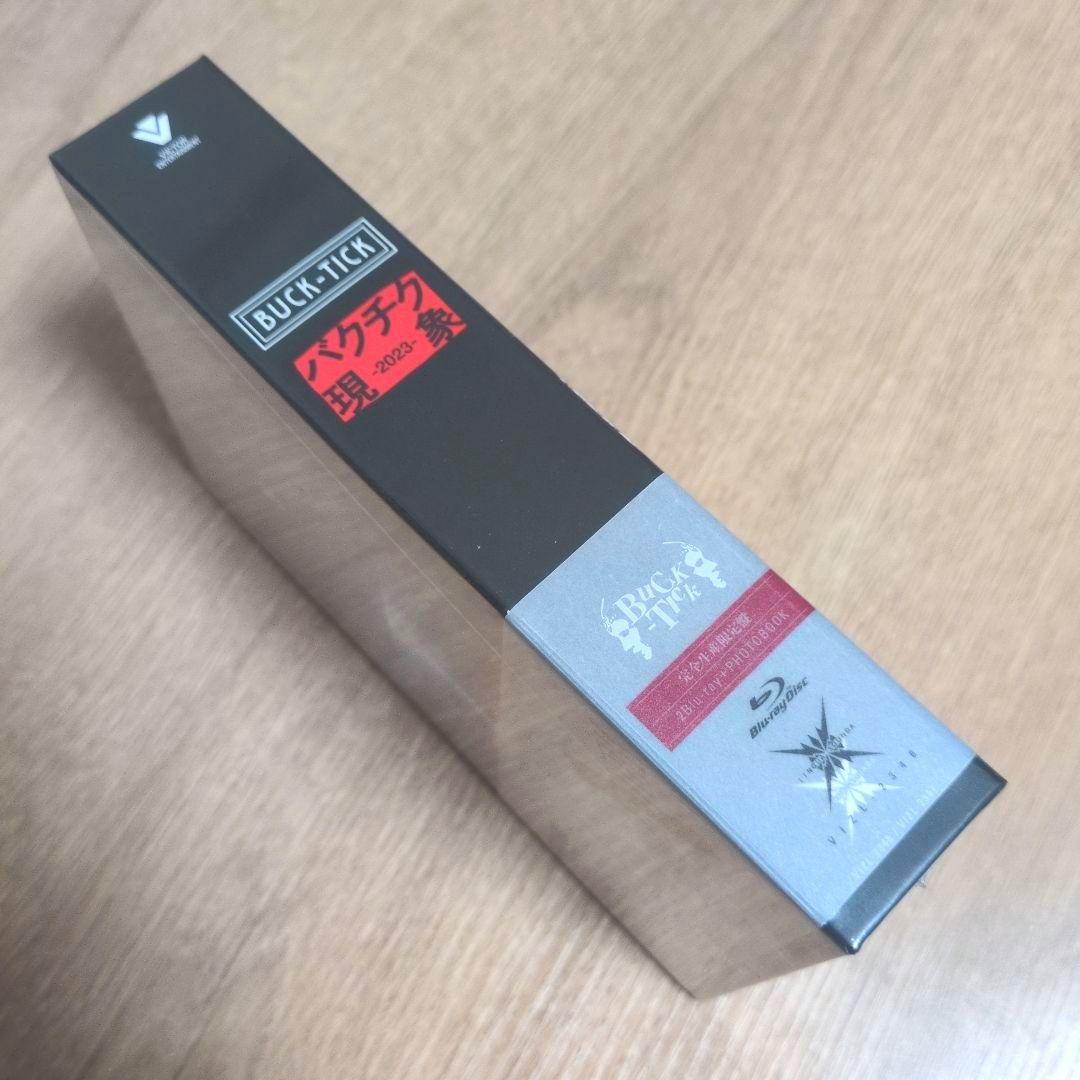 VICTOR
ENTERTAINMENT
BUCK-TICK
バクチク
現象
-2023-
BUCK
-TICK
完全生産限定盤
2Blu-ray+PHOTOBOOK
Blu-ray Disc